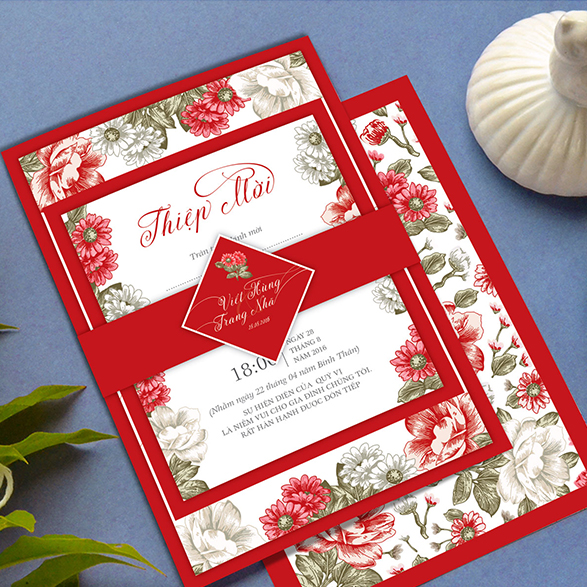 Thiệp Mời
Trân mời
Việt Hùng
Trang Nhã
18:00
NGÀY 28
THÁNG 8
NĂM 2016
(Nhằm ngày 22 tháng 04 năm Bính Thân)
SỰ HIỆN DIỆN CỦA QUÝ VỊ
LÀ NIỀM VUI CHO GIA ĐÌNH CHÚNG TÔI.
RẤT HÂN HẠNH ĐƯỢC ĐÓN TIẾP